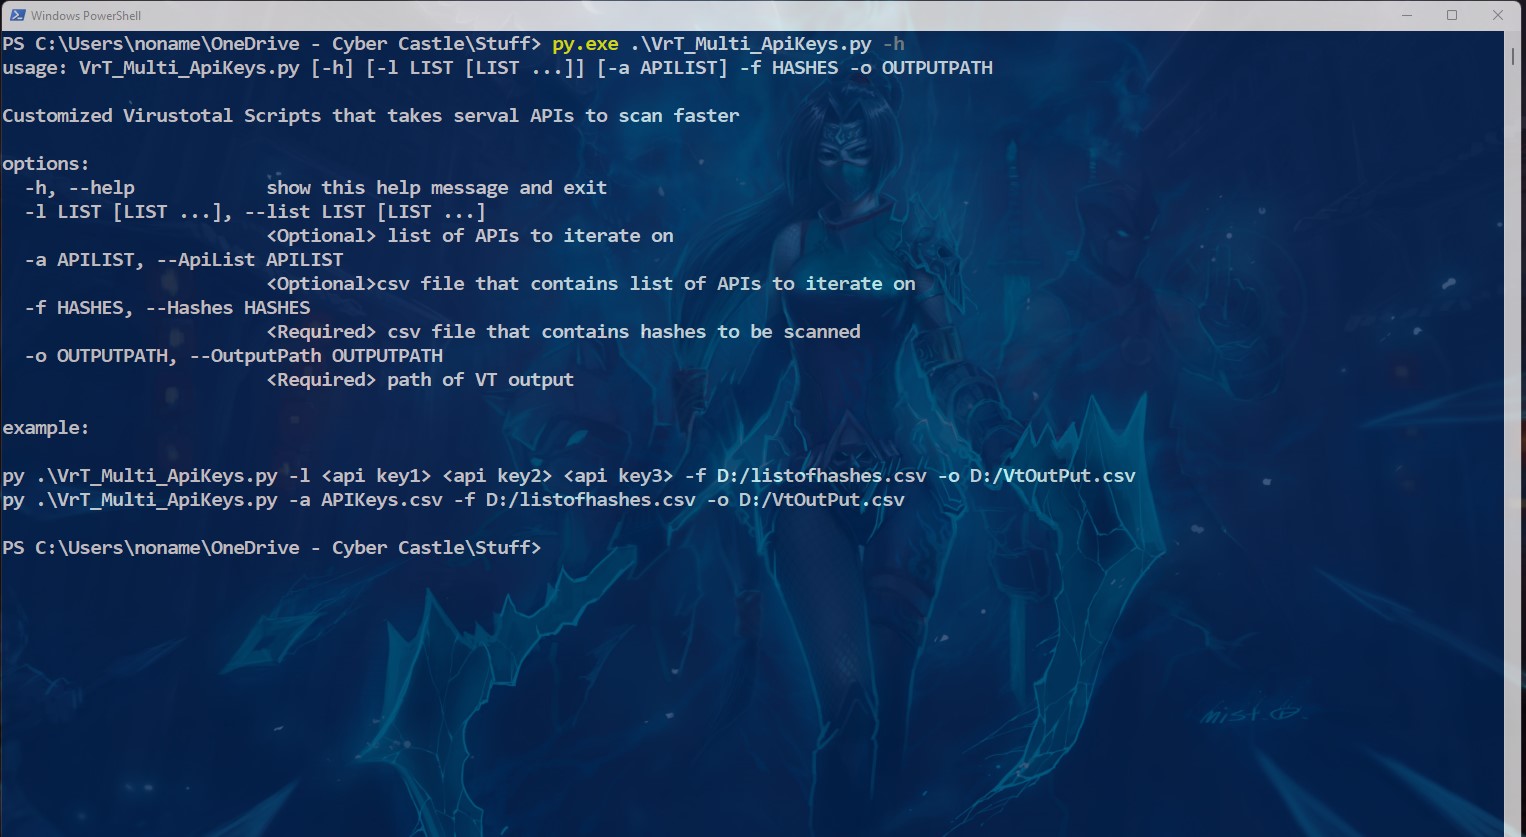 Windows PowerShell
PS C:\Users\noname\OneDrive - Cyber Castle\Stuff> py.exe .\VrT_Multi_ApiKeys.py -h
usage: VrT_Multi_ApiKeys.py [-h] [-l LIST [LIST ...]] [-a APILIST] -f HASHES -o OUTPUTPATH
Customized Virustotal Scripts that takes serval APIs to scan faster
options:
-h, --help show this help message and exit
-l LIST [LIST ...], --list LIST [LIST ...]
<Optional> list of APIs to iterate on
-a APILIST, --ApiList APILIST
<Optional>csv file that contains list of APIs to iterate on
-f HASHES, --Hashes HASHES
<Required> csv file that contains hashes to be scanned
-o OUTPUTPATH, --OutputPath OUTPUTPATH
<Required> path of VT output
example:
py .\VrT_Multi_ApiKeys.py -l <api key1> <api key2> <api key3> -f D:/listofhashes.csv -o D:/VtOutPut.csv
py .\VrT_Multi_ApiKeys.py -a APIKeys.csv -f D:/listofhashes.csv -o D:/VtOutPut.csv
PS C:\Users\noname\OneDrive - Cyber Castle\Stuff>